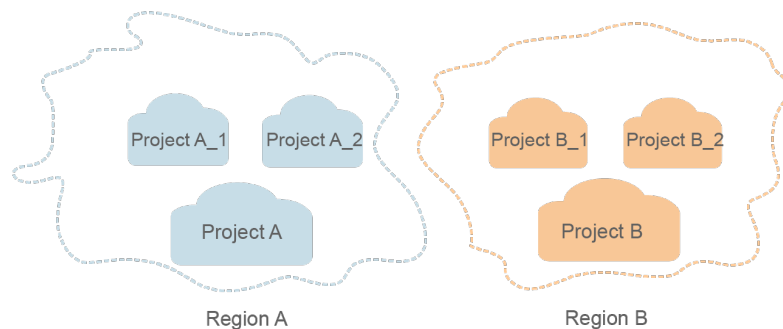 Project A_1
Project A_2
Project A
Region A
Project B_1
Project B_2
Project B
Region B